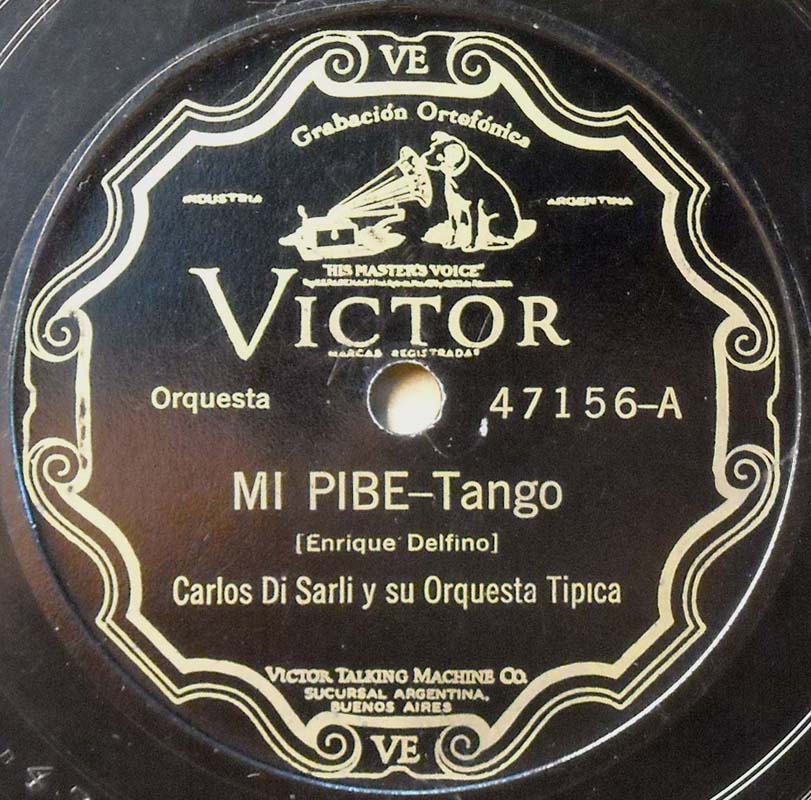 VE
Grabación Ortofónica
INDUSTRIA ARGENTINA
"HIS MASTER'S VOICE"
VICTOR
MARCAS REGISTRADAS
Orquesta 47156-A
MI PIBE-Tango
[Enrique Delfino]
Carlos Di Sarli y su Orquesta Tipica
VICTOR TALKING MACHINE CO.
SUCURSAL ARGENTINA,
BUENOS AIRES
VE